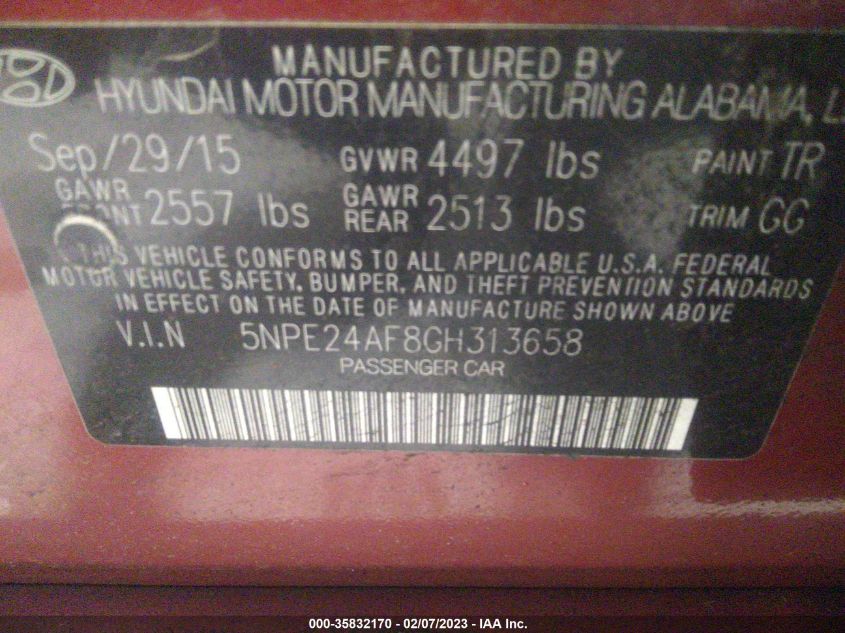 MANUFACTURED BY
HYUNDAI MOTOR MANUFACTURING ALABAMA,
Sep/29/15 GVWR 4497 lbs PAINT TR
GAWR FRONT 2557 lbs GAWR REAR 2513 lbs TRIM GG
THIS VEHICLE CONFORMS TO ALL APPLICABLE U.S.A. FEDERAL
MOTOR VEHICLE SAFETY, BUMPER, AND THEFT PREVENTION STANDARDS
IN EFFECT ON THE DATE OF MANUFACTURE SHOWN ABOVE
V.I.N 5NPE24AF8GH313658
PASSENGER CAR
000-35832170 - 02/07/2023 - IAA Inc.